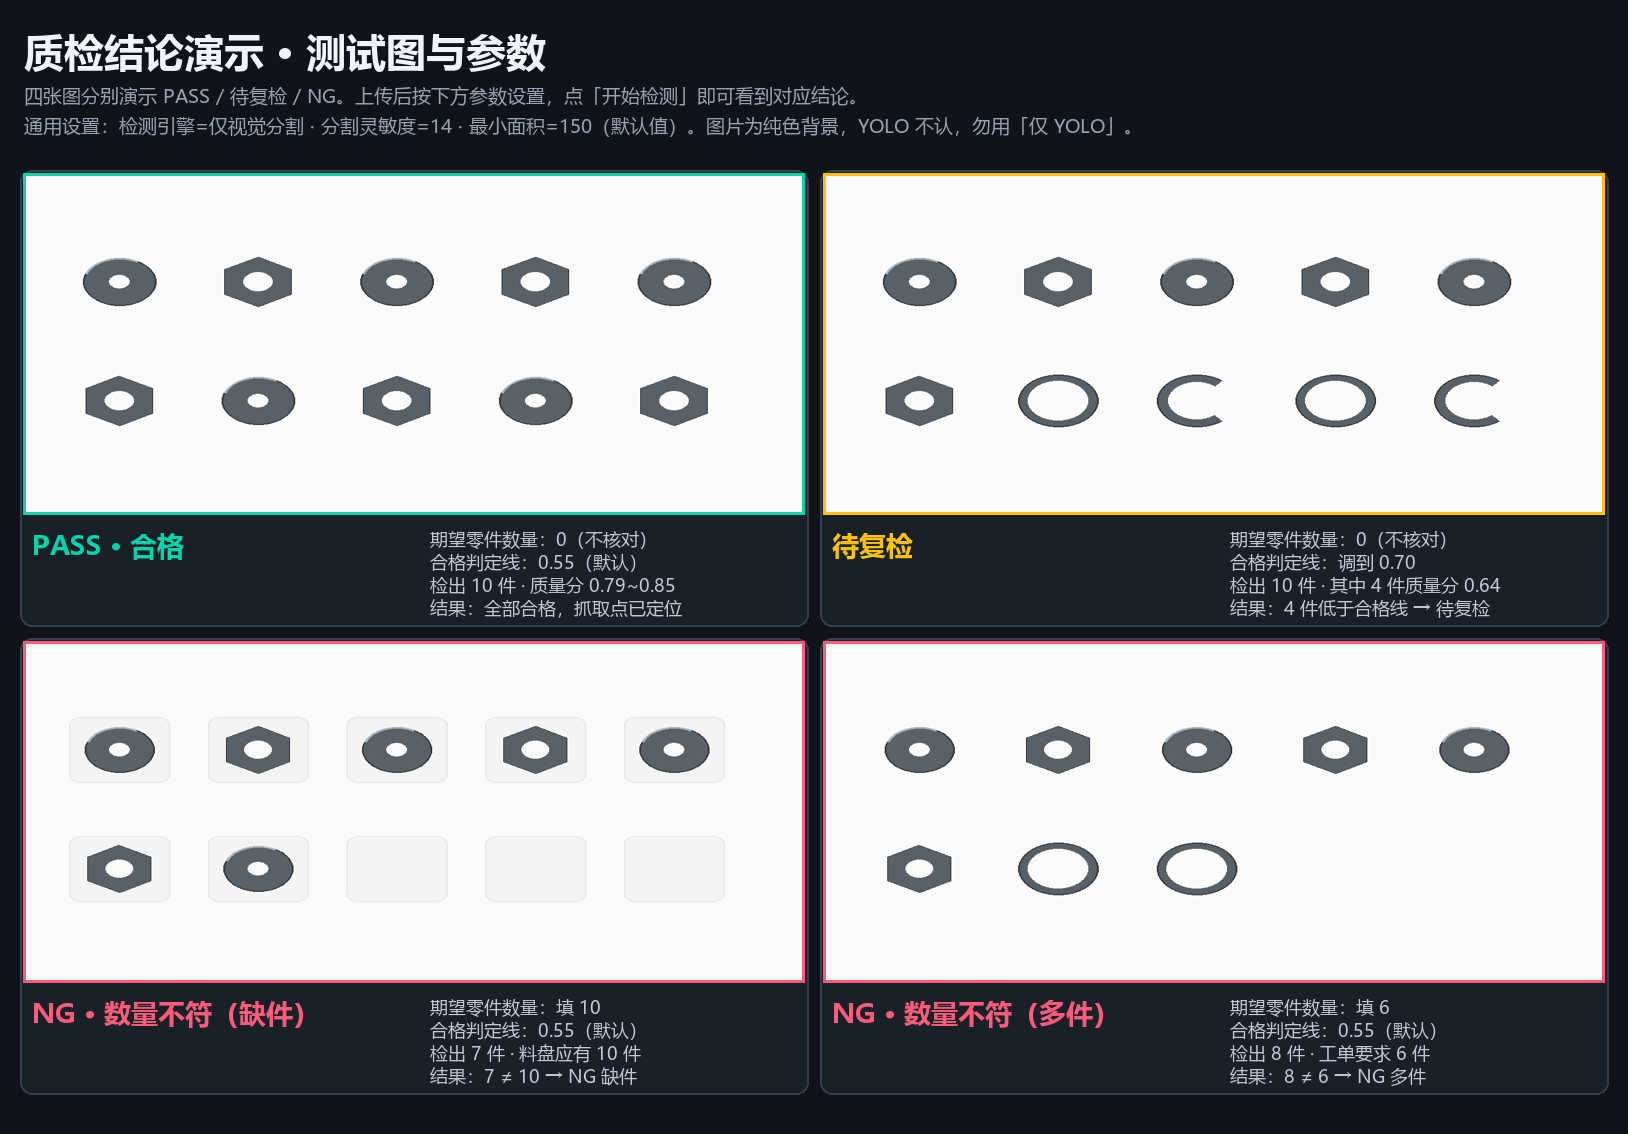 质检结论演示 • 测试图与参数
四张图分别演示 PASS / 待复检 / NG。上传后按下方参数设置，点「开始检测」即可看到对应结论。
通用设置：检测引擎=仅视觉分割 · 分割灵敏度=14 · 最小面积=150（默认值）。图片为纯色背景，YOLO 不认，勿用「仅 YOLO」。
PASS • 合格
期望零件数量：0（不核对）
合格判定线：0.55（默认）
检出 10 件 · 质量分 0.79~0.85
结果：全部合格，抓取点已定位
待复检
期望零件数量：0（不核对）
合格判定线：调到 0.70
检出 10 件 · 其中 4 件质量分 0.64
结果：4 件低于合格线 → 待复检
NG • 数量不符（缺件）
期望零件数量：填 10
合格判定线：0.55（默认）
检出 7 件 · 料盘应有 10 件
结果：7 ≠ 10 → NG 缺件
NG • 数量不符（多件）
期望零件数量：填 6
合格判定线：0.55（默认）
检出 8 件 · 工单要求 6 件
结果：8 ≠ 6 → NG 多件